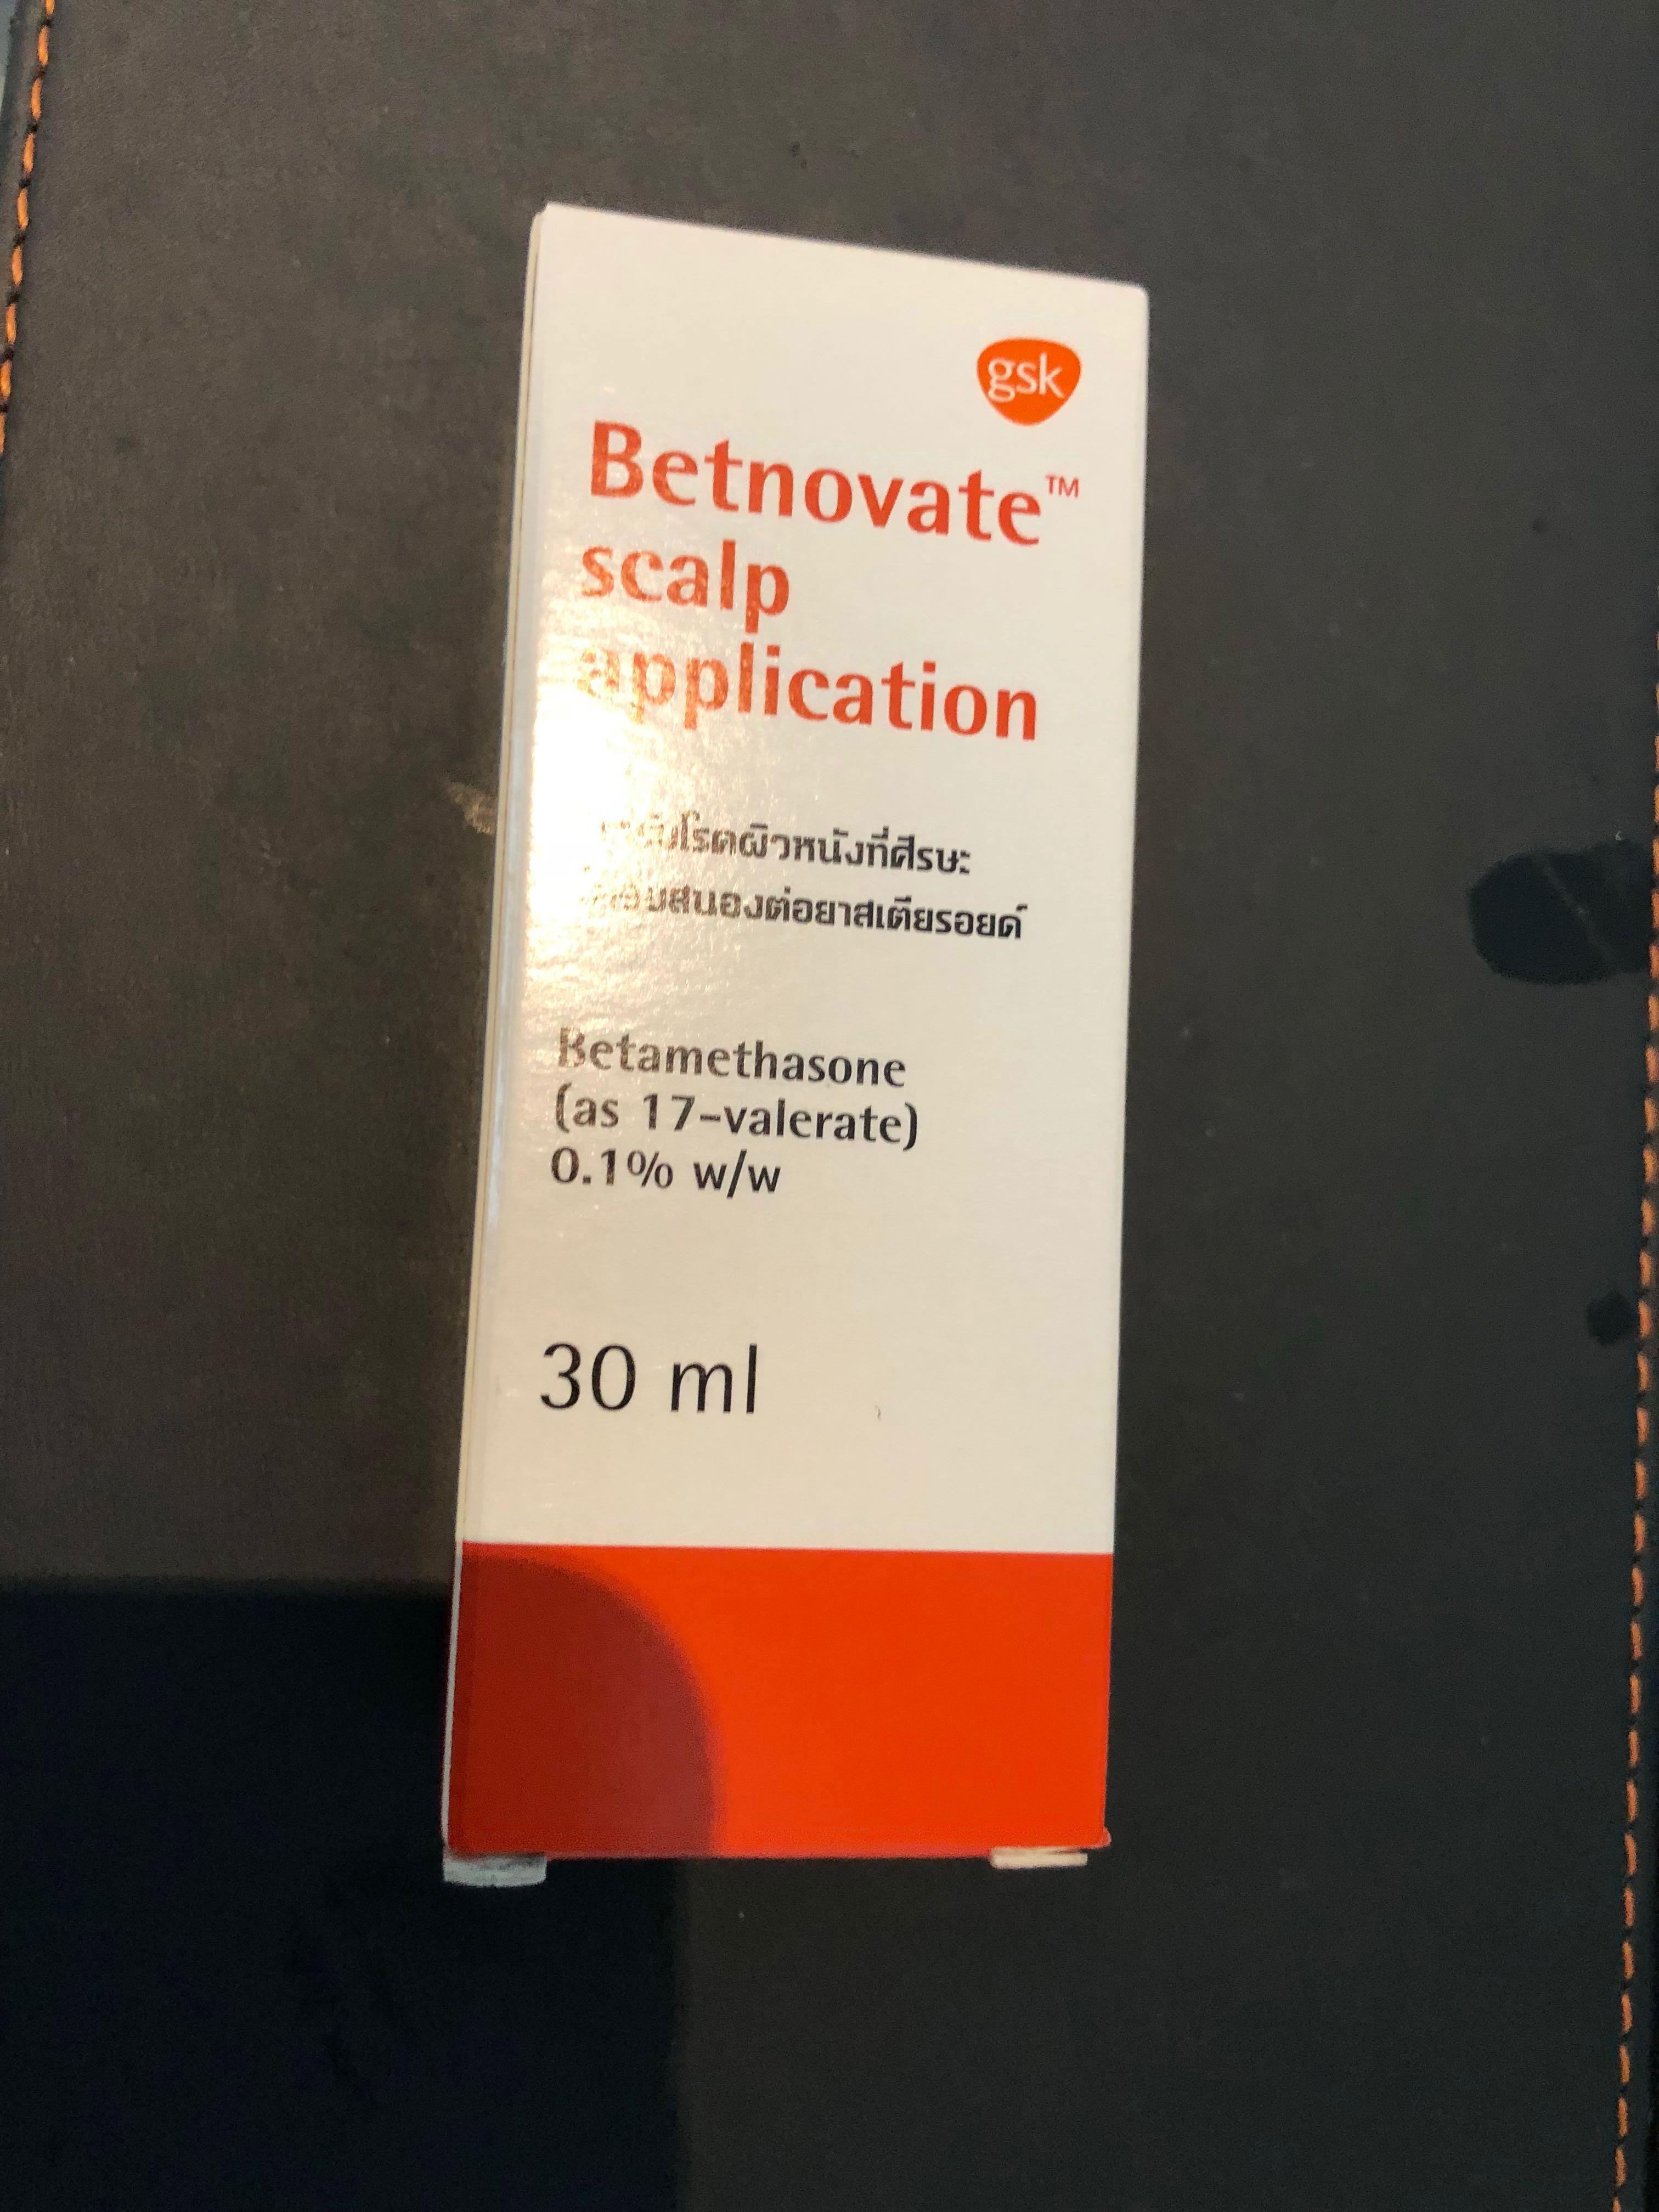 gsk
Betnovate™
scalp
application
โรคผิวหนังที่ศีรษะ
ต่อยาสเตียรอยด์
Betamethasone
(as 17-valerate)
0.1% w/w
30 ml